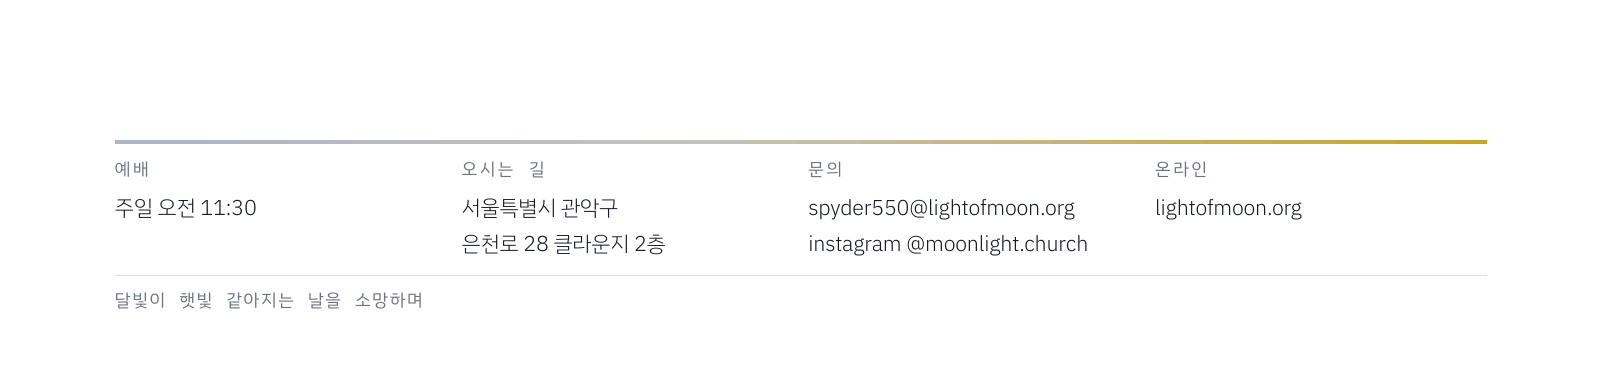 예배
주일 오전 11:30
오시는 길
서울특별시 관악구
은천로 28 클라운지 2층
문의
spyder550@lightofmoon.org
instagram @moonlight.church
온라인
lightofmoon.org
달빛이 햇빛 같아지는 날을 소망하며